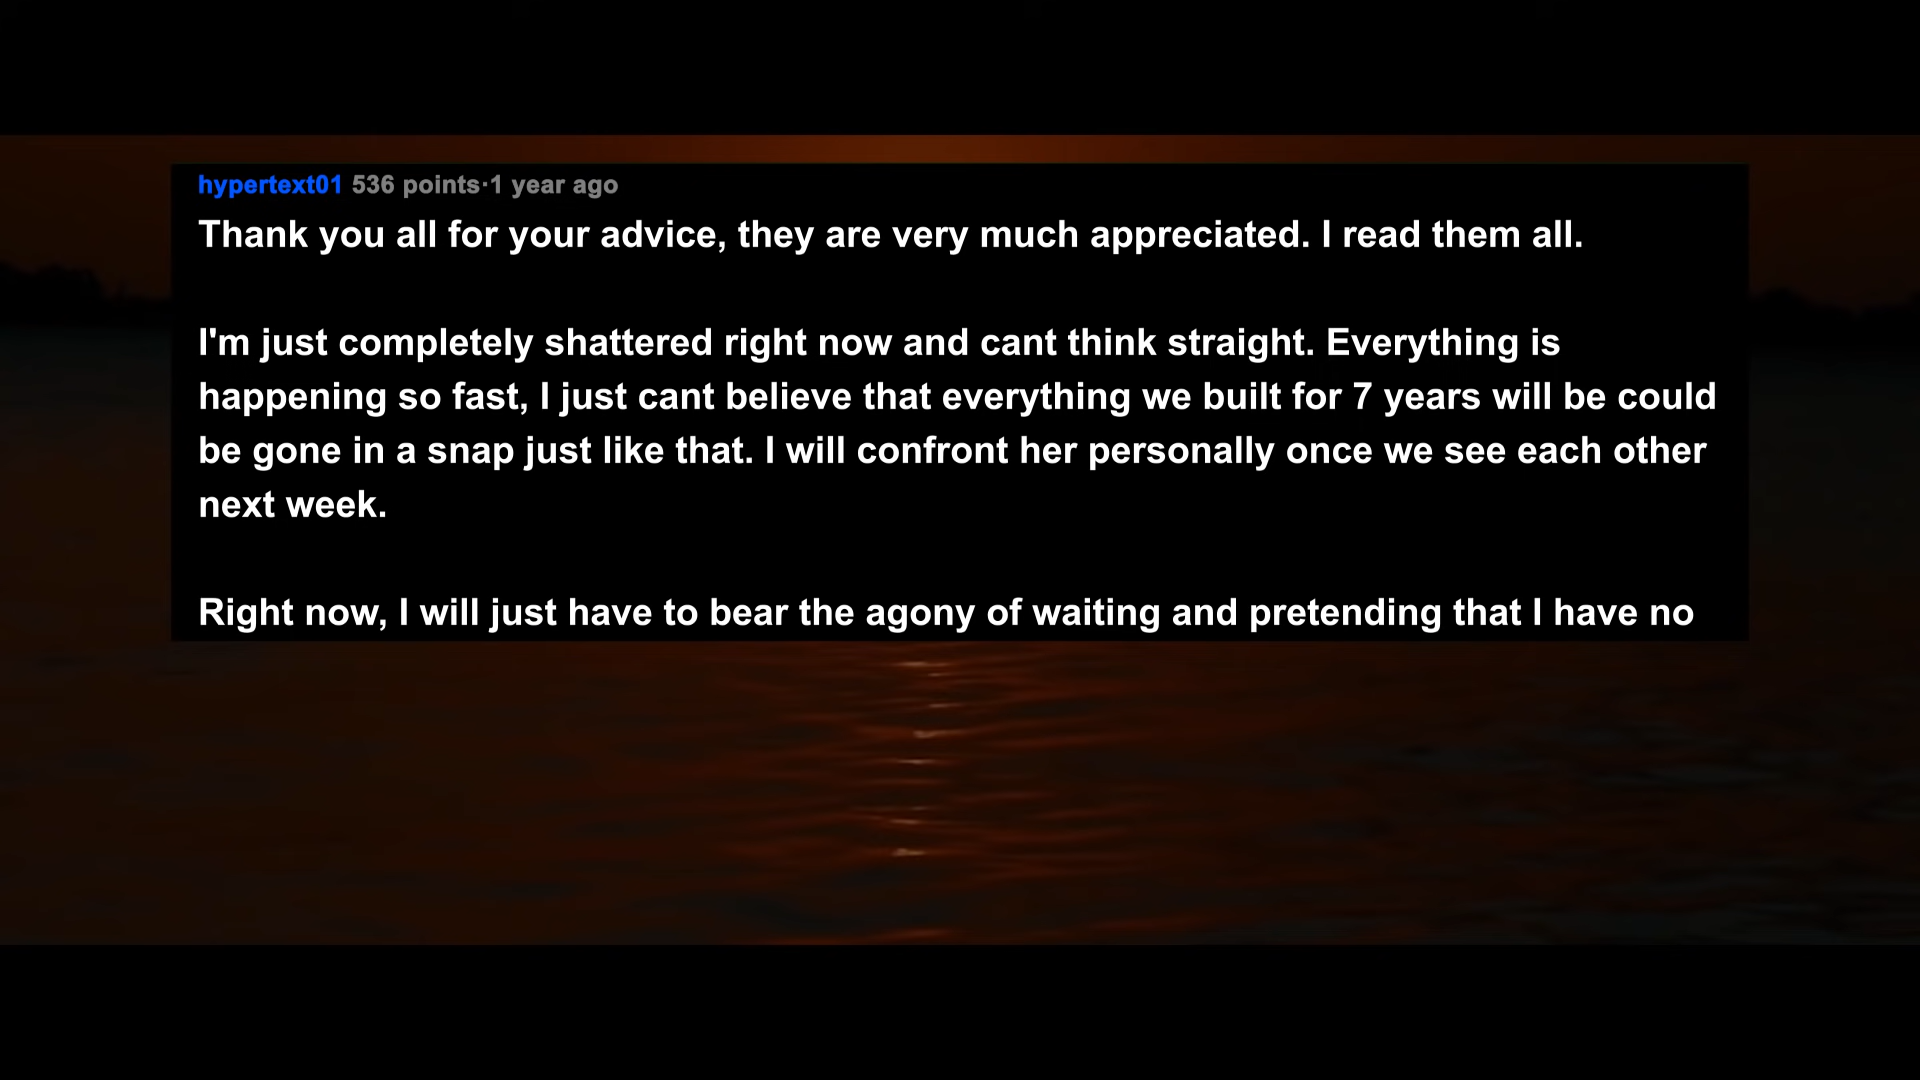 hypertext01 536 points·1 year ago
Thank you all for your advice, they are very much appreciated. I read them all.
I'm just completely shattered right now and cant think straight. Everything is
happening so fast, I just cant believe that everything we built for 7 years will be could
be gone in a snap just like that. I will confront her personally once we see each other
next week.
Right now, I will just have to bear the agony of waiting and pretending that I have no